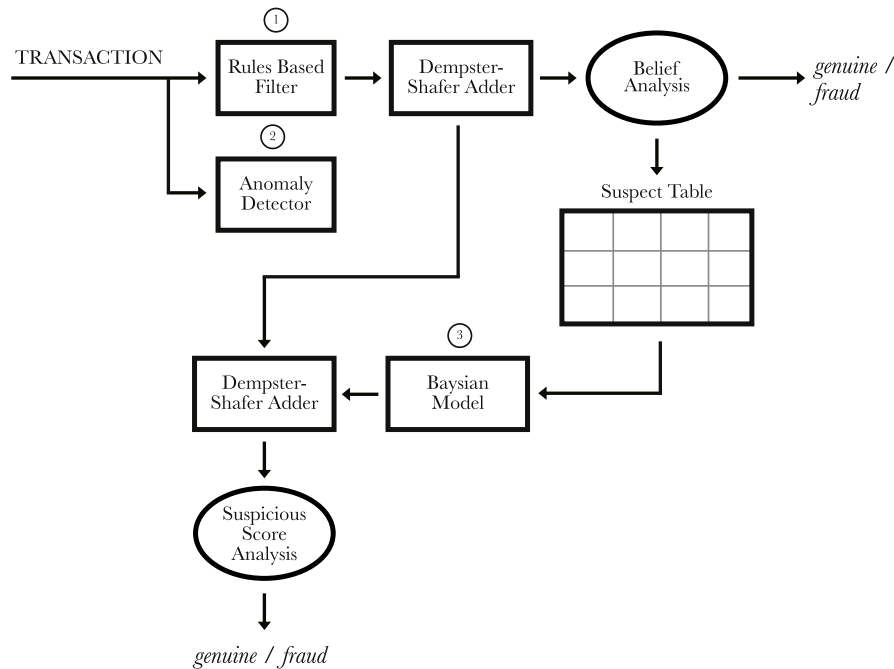 1
TRANSACTION
Rules Based
Filter
Dempster-
Shafer Adder
Belief
Analysis
genuine /
fraud
2
Anomaly
Detector
Suspect Table
3
Dempster-
Shafer Adder
Baysian
Model
Suspicious
Score
Analysis
genuine / fraud